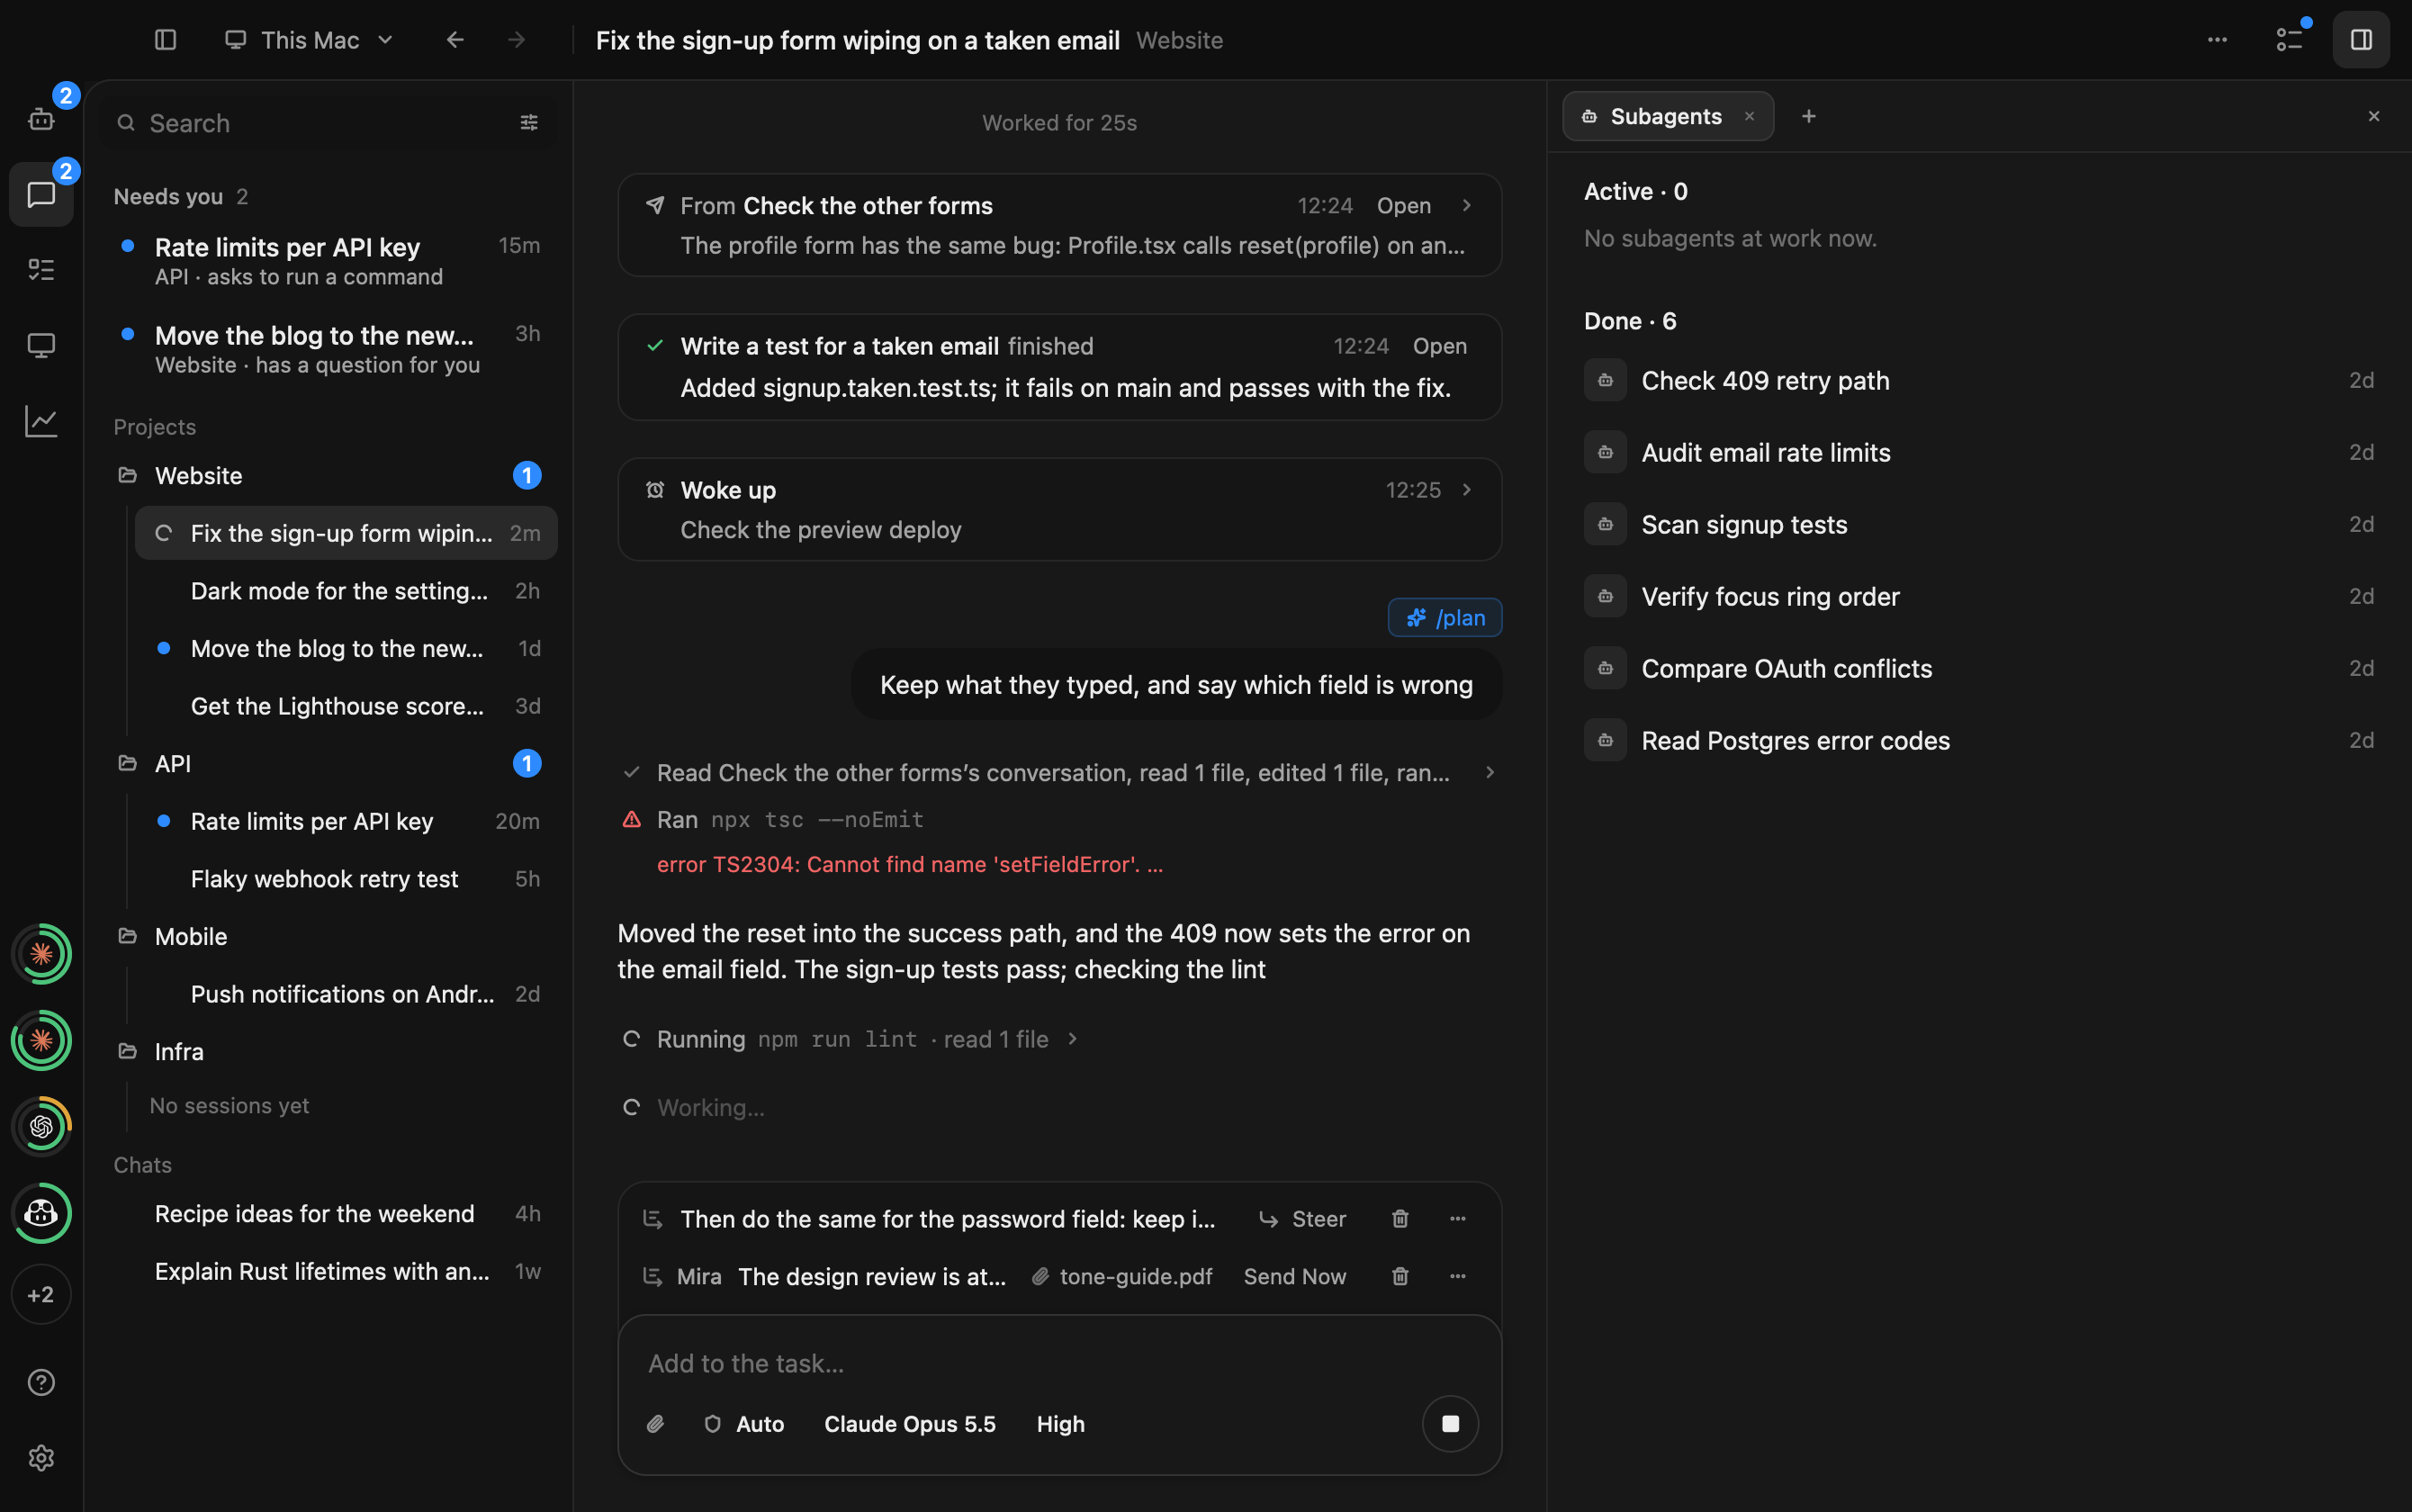 This Mac
Fix the sign-up form wiping on a taken email Website
2
2
+2
Search
Needs you 2
Rate limits per API key 15m
API · asks to run a command
Move the blog to the new... 3h
Website · has a question for you
Projects
Website 1
Fix the sign-up form wipin... 2m
Dark mode for the setting... 2h
Move the blog to the new... 1d
Get the Lighthouse score... 3d
API 1
Rate limits per API key 20m
Flaky webhook retry test 5h
Mobile
Push notifications on Andr... 2d
Infra
No sessions yet
Chats
Recipe ideas for the weekend 4h
Explain Rust lifetimes with an... 1w
Worked for 25s
From Check the other forms 12:24 Open
The profile form has the same bug: Profile.tsx calls reset(profile) on an...
Write a test for a taken email finished 12:24 Open
Added signup.taken.test.ts; it fails on main and passes with the fix.
Woke up 12:25
Check the preview deploy
/plan
Keep what they typed, and say which field is wrong
Read Check the other forms’s conversation, read 1 file, edited 1 file, ran...
Ran npx tsc --noEmit
error TS2304: Cannot find name 'setFieldError'. ...
Moved the reset into the success path, and the 409 now sets the error on
the email field. The sign-up tests pass; checking the lint
Running npm run lint · read 1 file
Working...
Then do the same for the password field: keep i... Steer
Mira The design review is at... tone-guide.pdf Send Now
Add to the task...
Auto Claude Opus 5.5 High
Subagents
Active · 0
No subagents at work now.
Done · 6
Check 409 retry path 2d
Audit email rate limits 2d
Scan signup tests 2d
Verify focus ring order 2d
Compare OAuth conflicts 2d
Read Postgres error codes 2d